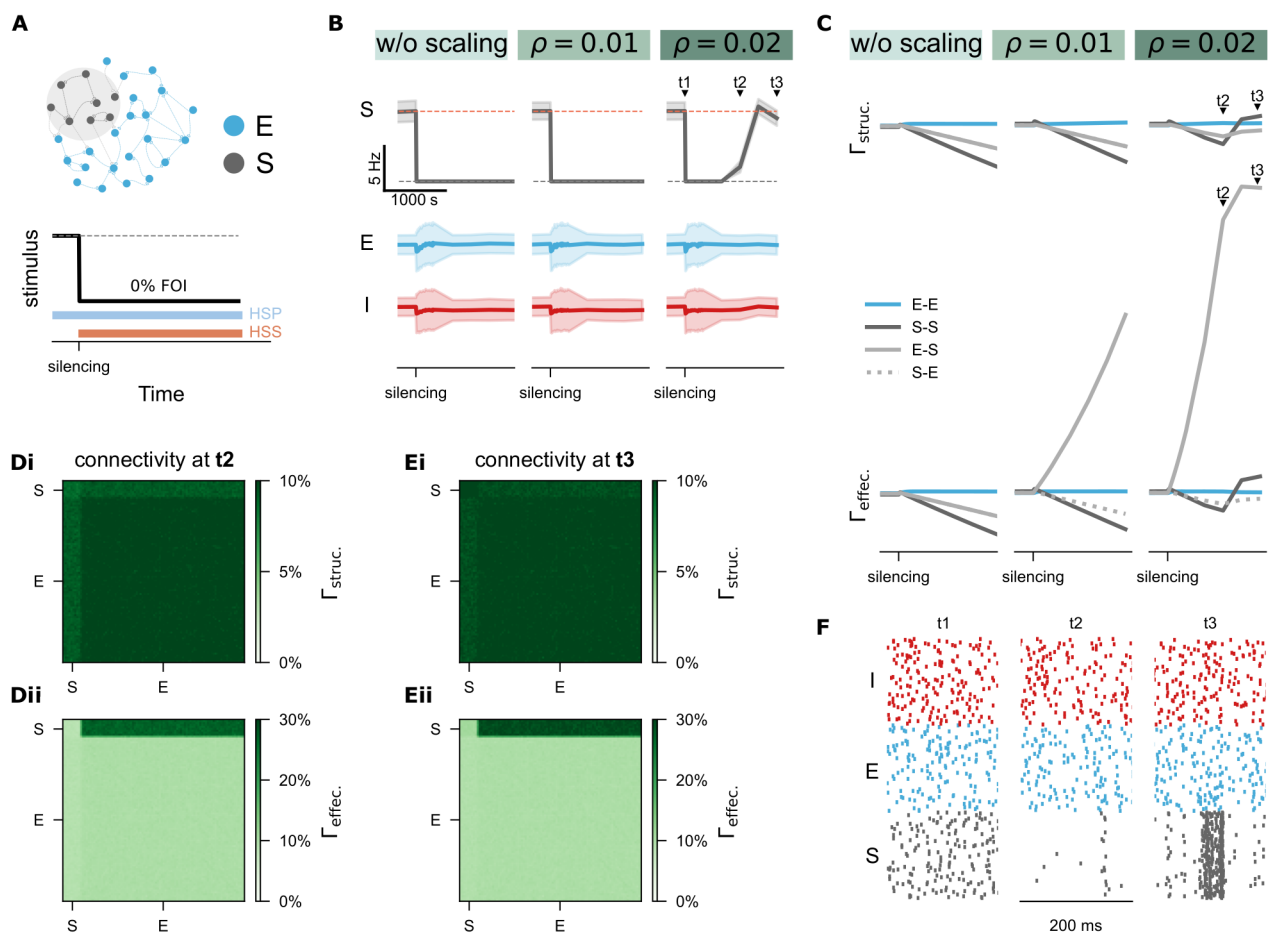 A
E
S
stimulus
0% FOI
HSP
HSS
silencing
Time
B
w/o scaling
ρ = 0.01
ρ = 0.02
t1
t2
t3
S
5 Hz
1000 s
E
I
silencing
silencing
silencing
C
w/o scaling
ρ = 0.01
ρ = 0.02
t2
t3
Γstruc.
t2
t3
E-E
S-S
E-S
S-E
Γeffec.
silencing
silencing
silencing
Di
connectivity at t2
S
E
S
E
10%
5%
0%
Γstruc.
Ei
connectivity at t3
S
E
S
E
10%
5%
0%
Γstruc.
Dii
S
E
S
E
30%
20%
10%
0%
Γeffec.
Eii
S
E
S
E
30%
20%
10%
0%
Γeffec.
F
t1
t2
t3
I
E
S
200 ms